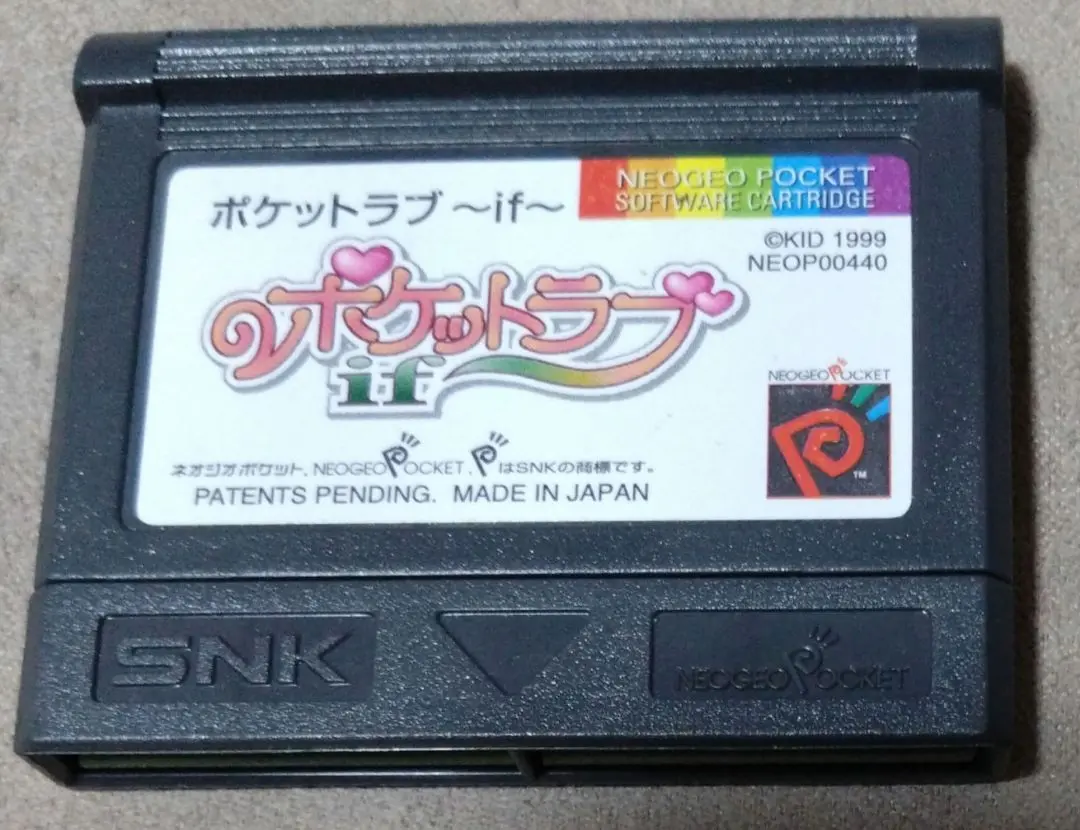 ポケットラブ 〜if〜
NEOGEO POCKET
SOFTWARE CARTRIDGE
©KID 1999
NEOP00440
ポケットラブ
if
NEOGEO POCKET
TM
ネオジオポケット、NEOGEO POCKET、PはSNKの商標です。
PATENTS PENDING. MADE IN JAPAN
SNK
NEOGEO POCKET